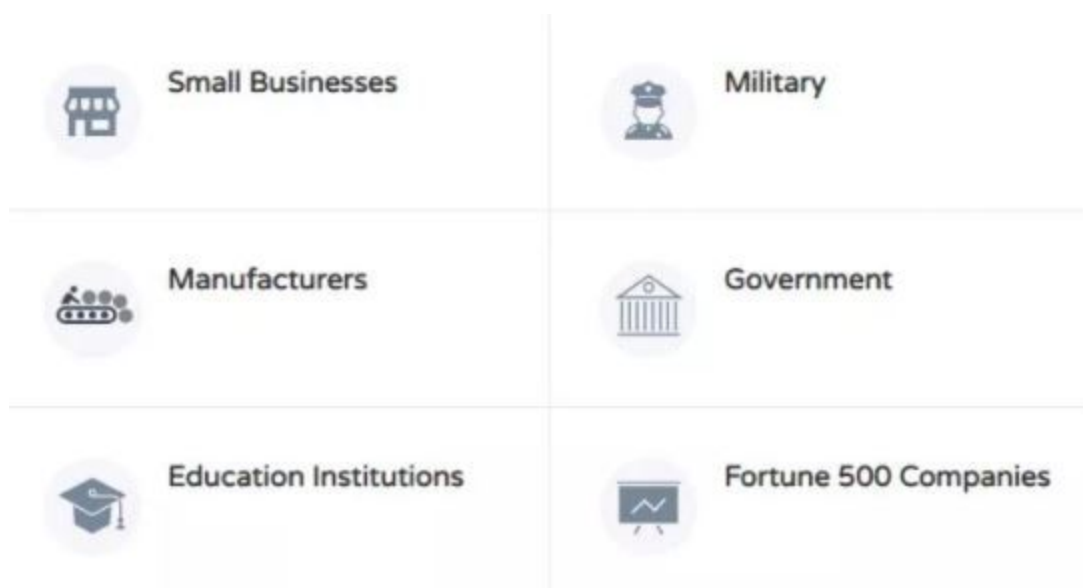 Small Businesses
Military
Manufacturers
Government
Education Institutions
Fortune 500 Companies